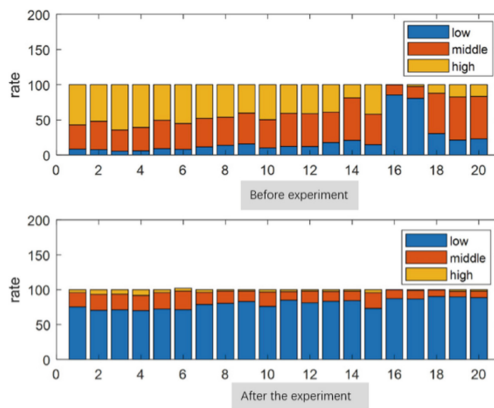 200
150
100
50
0
rate
low
middle
high
0 2 4 6 8 10 12 14 16 18 20
Before experiment
200
150
100
50
0
rate
low
middle
high
0 2 4 6 8 10 12 14 16 18 20
After the experiment